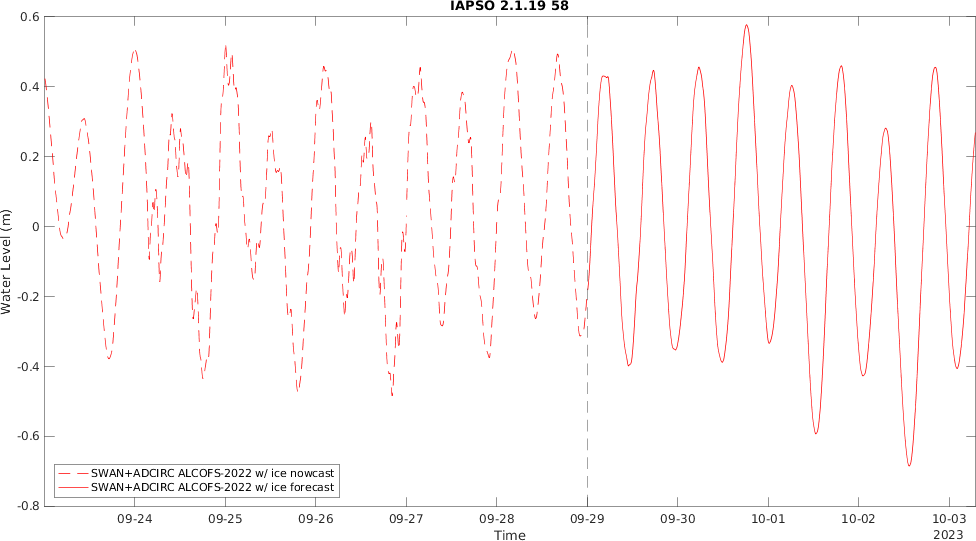 IAPSO 2.1.19 58
0.6
0.4
0.2
0
-0.2
-0.4
-0.6
-0.8
Water Level (m)
SWAN+ADCIRC ALCOFS-2022 w/ ice nowcast
SWAN+ADCIRC ALCOFS-2022 w/ ice forecast
09-24 09-25 09-26 09-27 09-28 09-29 09-30 10-01 10-02 10-03
2023
Time